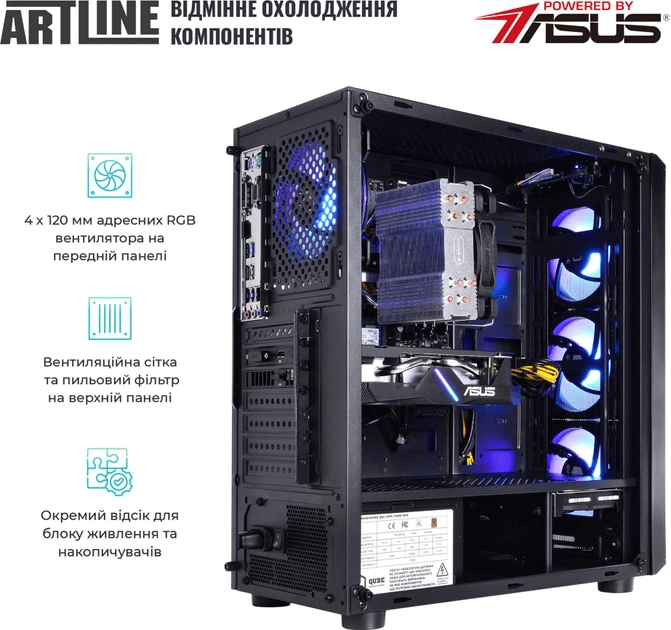 ARTLINE
ВІДМІННЕ ОХОЛОДЖЕННЯ
КОМПОНЕНТІВ
POWERED BY
ASUS
4 x 120 мм адресних RGB
вентилятора на
передній панелі
Вентиляційна сітка
та пиловий фільтр
на верхній панелі
Окремий відсік для
блоку живлення та
накопичувачів
ASUS
QUBE